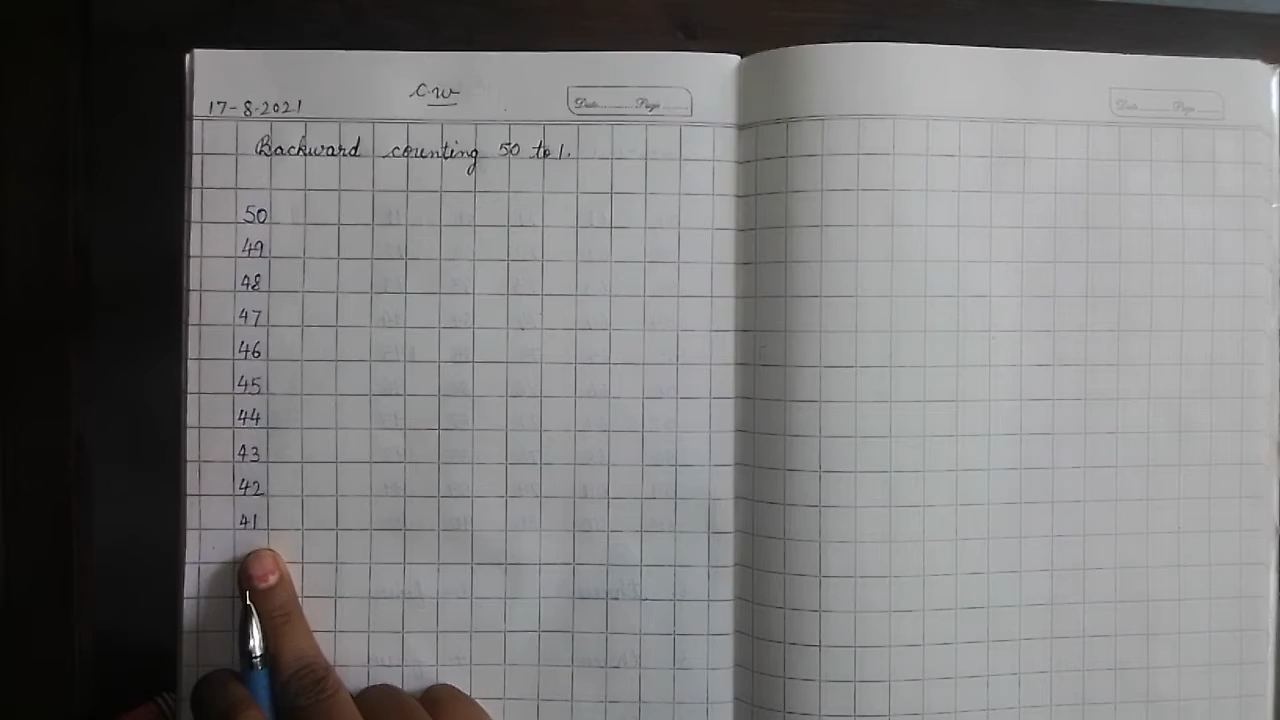 C.W
17-8-2021
Date............Page.......
Backward counting 50 to 1.
50
49
48
47
46
45
44
43
42
41
Date............Page.......